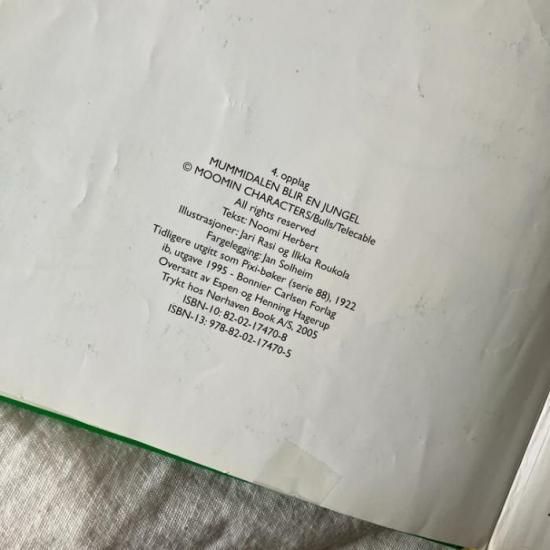 4. opplag
MUMMIDALEN BLIR EN JUNGEL
© MOOMIN CHARACTERS/Bulls/Telecable
All rights reserved
Tekst: Noomi Herbert
Illustrasjoner: Jari Rasi og Ilkka Roukola
Fargelegging: Jan Solheim
Tidligere utgitt som Pixi-bøker (serie 88), 1922
ib, utgave 1995 - Bonnier Carlsen Forlag
Oversatt av Espen og Henning Hagerup
Trykt hos Nørhaven Book A/S, 2005
ISBN-10: 82-02-17470-8
ISBN-13: 978-82-02-17470-5